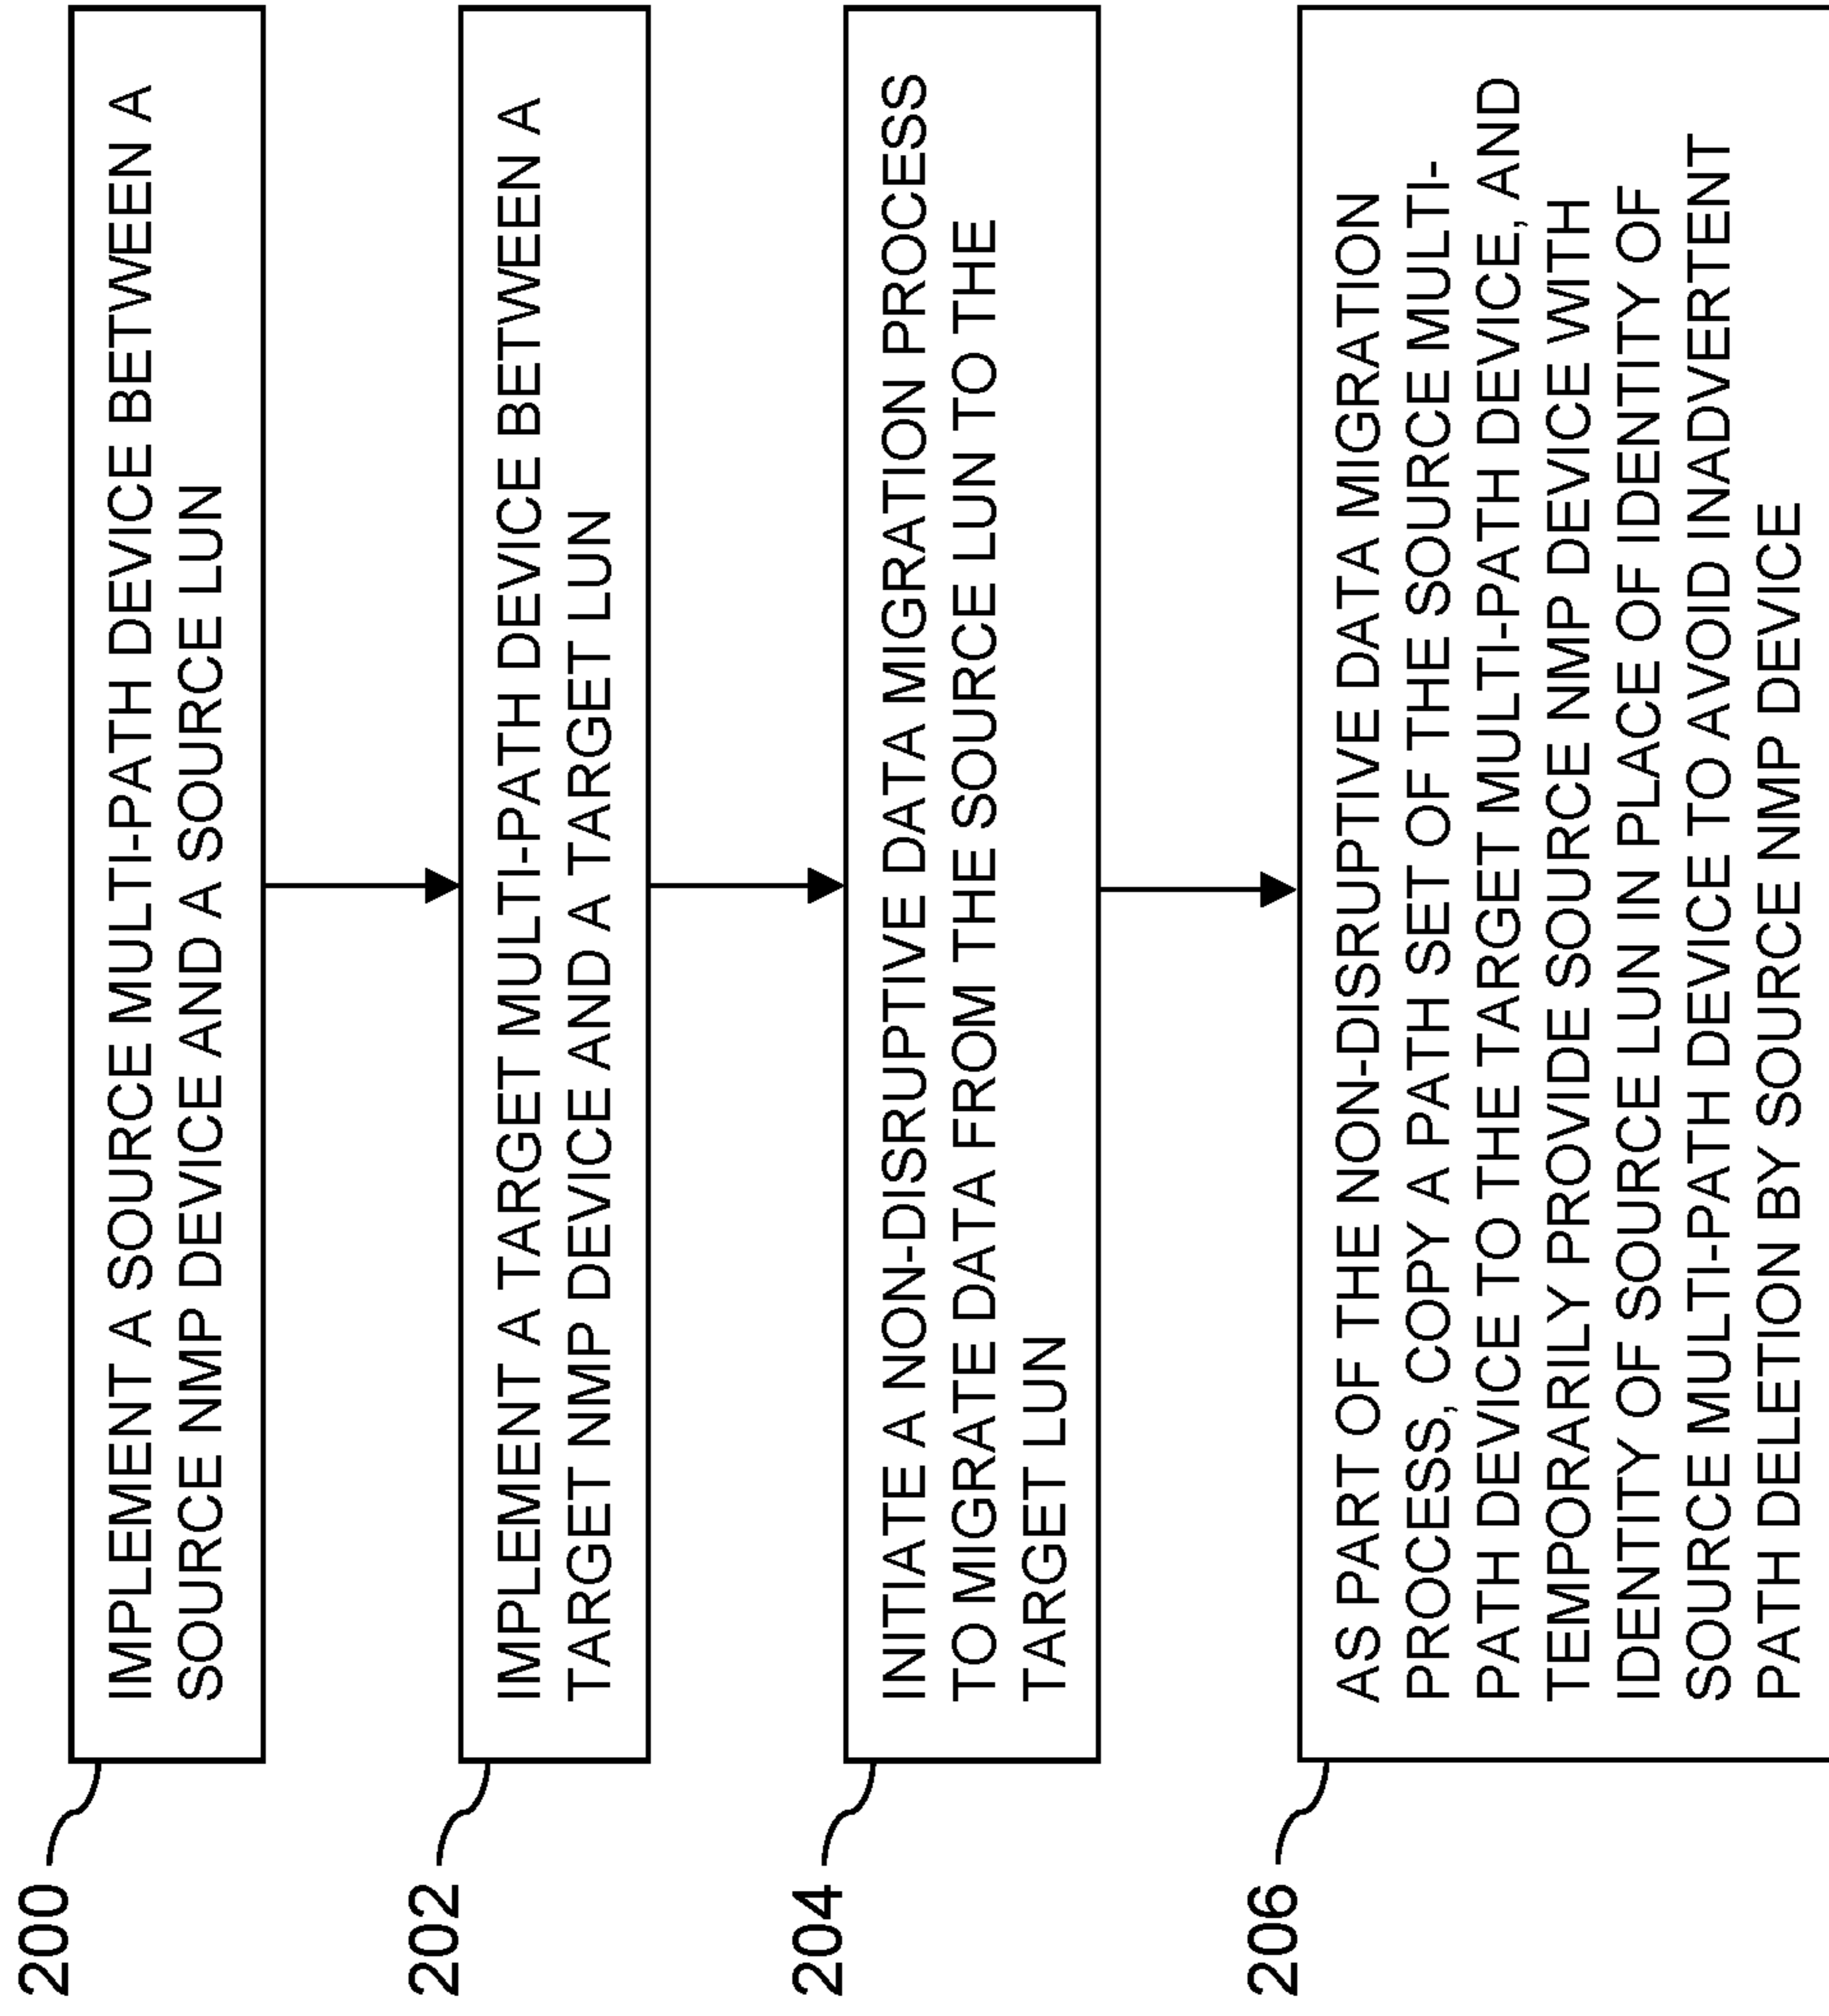 200
IMPLEMENT A SOURCE MULTI-PATH DEVICE BETWEEN A
SOURCE NMP DEVICE AND A SOURCE LUN
202
IMPLEMENT A TARGET MULTI-PATH DEVICE BETWEEN A
TARGET NMP DEVICE AND A TARGET LUN
204
INITIATE A NON-DISRUPTIVE DATA MIGRATION PROCESS
TO MIGRATE DATA FROM THE SOURCE LUN TO THE
TARGET LUN
206
AS PART OF THE NON-DISRUPTIVE DATA MIGRATION
PROCESS, COPY A PATH SET OF THE SOURCE MULTI-
PATH DEVICE TO THE TARGET MULTI-PATH DEVICE, AND
TEMPORARILY PROVIDE SOURCE NMP DEVICE WITH
IDENTITY OF SOURCE LUN IN PLACE OF IDENTITY OF
SOURCE MULTI-PATH DEVICE TO AVOID INADVERTENT
PATH DELETION BY SOURCE NMP DEVICE